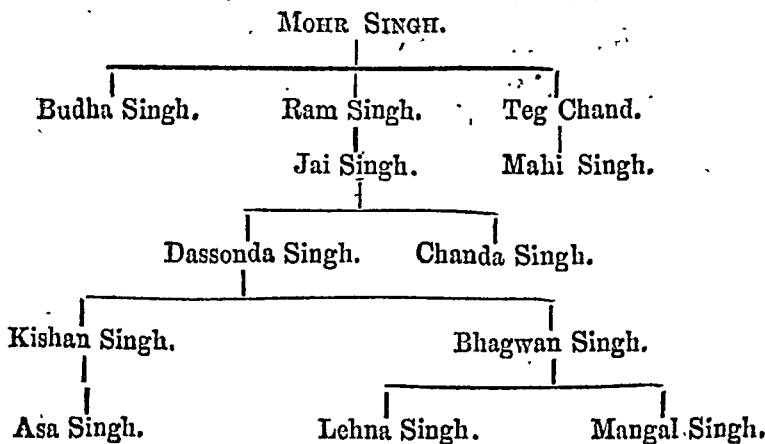 MOHR SINGH.
Budha Singh. Ram Singh. Teg Chand.
Jai Singh. Mahi Singh.
Dassonda Singh. Chanda Singh.
Kishan Singh. Bhagwan Singh.
Asa Singh. Lehna Singh. Mangal Singh.